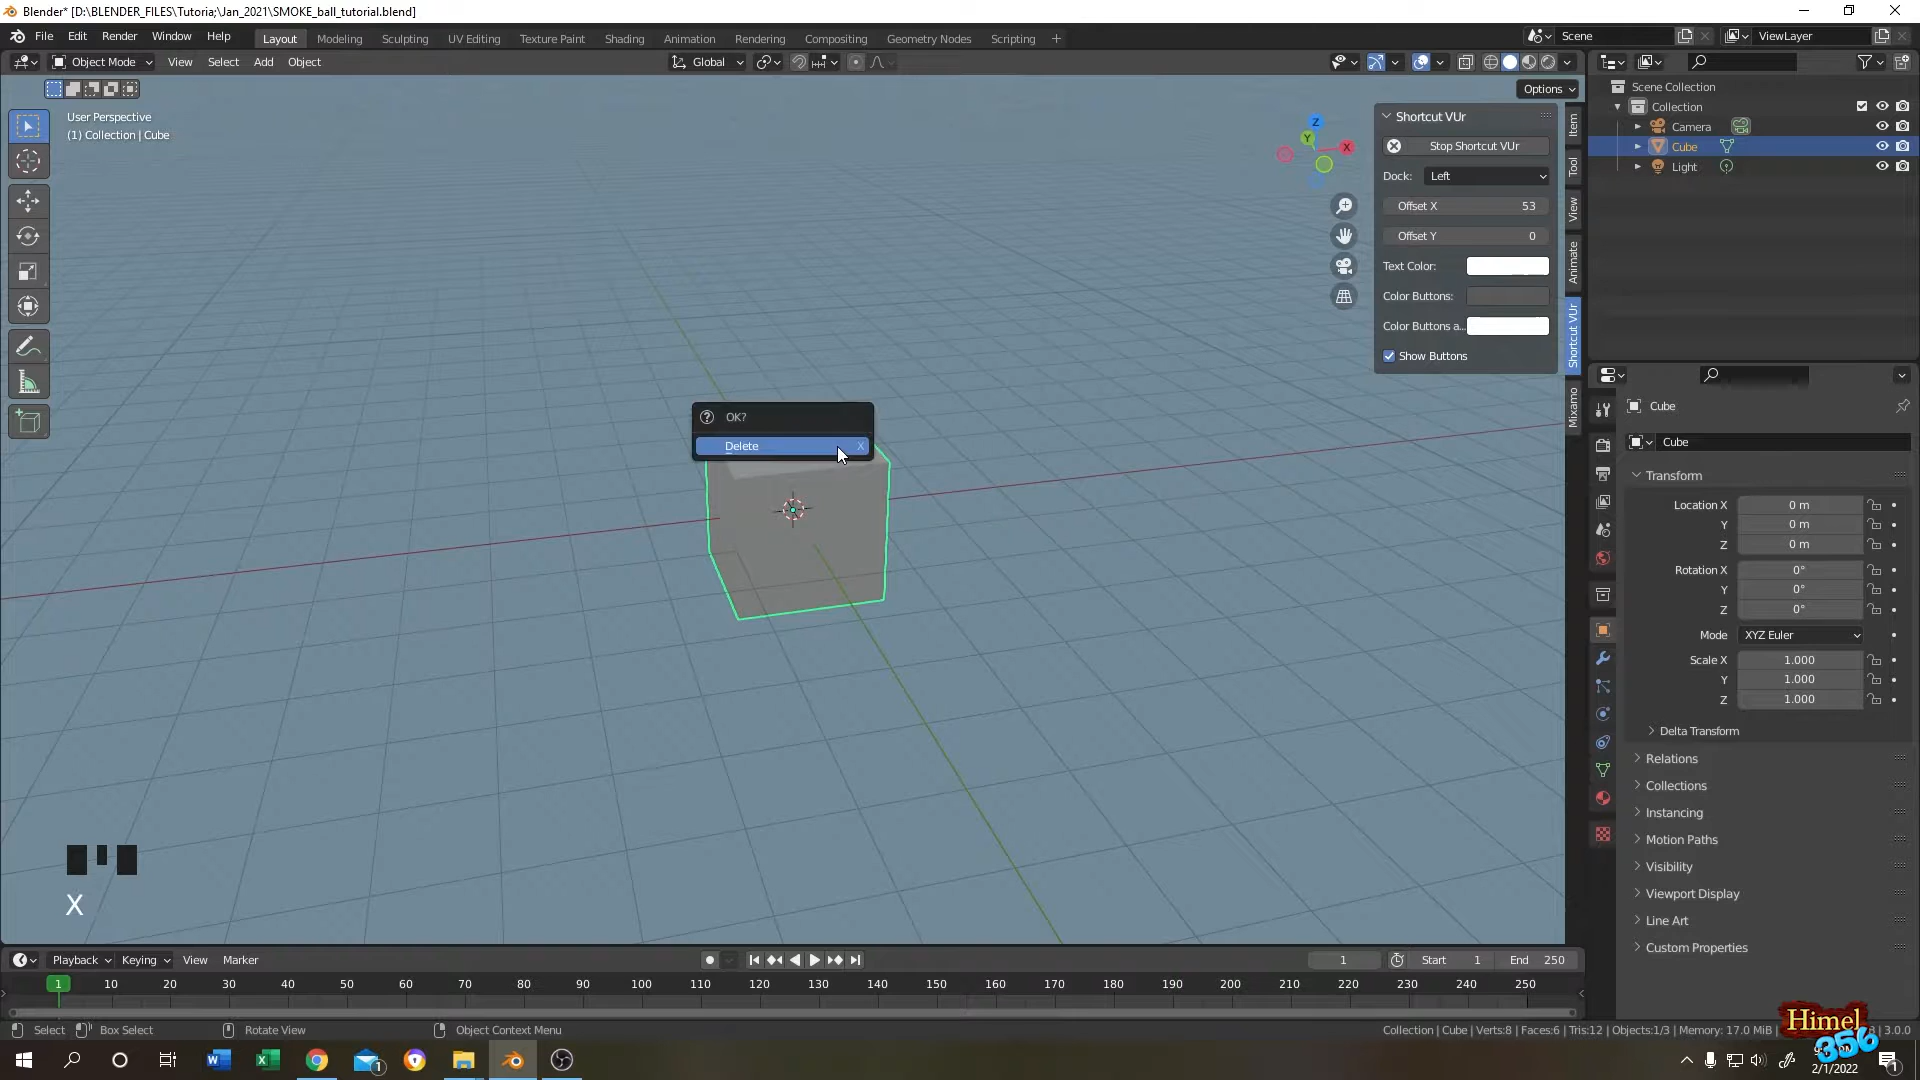 Blender* [D:\BLENDER_FILES\Tutoria;\Jan_2021\SMOKE_ball_tutorial.blend]
File Edit Render Window Help Layout Modeling Sculpting UV Editing Texture Paint Shading Animation Rendering Compositing Geometry Nodes Scripting + Scene ViewLayer
Object Mode View Select Add Object Global
Options
User Perspective
(1) Collection | Cube
Scene Collection
Collection
Camera
Cube
Light
Shortcut VUr
Stop Shortcut VUr
Dock: Left
Offset X 53
Offset Y 0
Text Color:
Color Buttons:
Color Buttons a...
Show Buttons
Item
Tool
View
Animate
Shortcut VUr
Mixamo
Z
Y
X
OK?
Delete X
X
Cube
Cube
Transform
Location X 0 m
Y 0 m
Z 0 m
Rotation X 0°
Y 0°
Z 0°
Mode XYZ Euler
Scale X 1.000
Y 1.000
Z 1.000
Delta Transform
Relations
Collections
Instancing
Motion Paths
Visibility
Viewport Display
Line Art
Custom Properties
Playback Keying View Marker 1 Start 1 End 250
1 10 20 30 40 50 60 70 80 90 100 110 120 130 140 150 160 170 180 190 200 210 220 230 240 250
Select Box Select Rotate View Object Context Menu Collection | Cube | Verts:8 | Faces:6 | Tris:12 | Objects:1/3 | Memory: 17.0 MiB | 3.0.0
Himel
356
2/1/2022
1
1